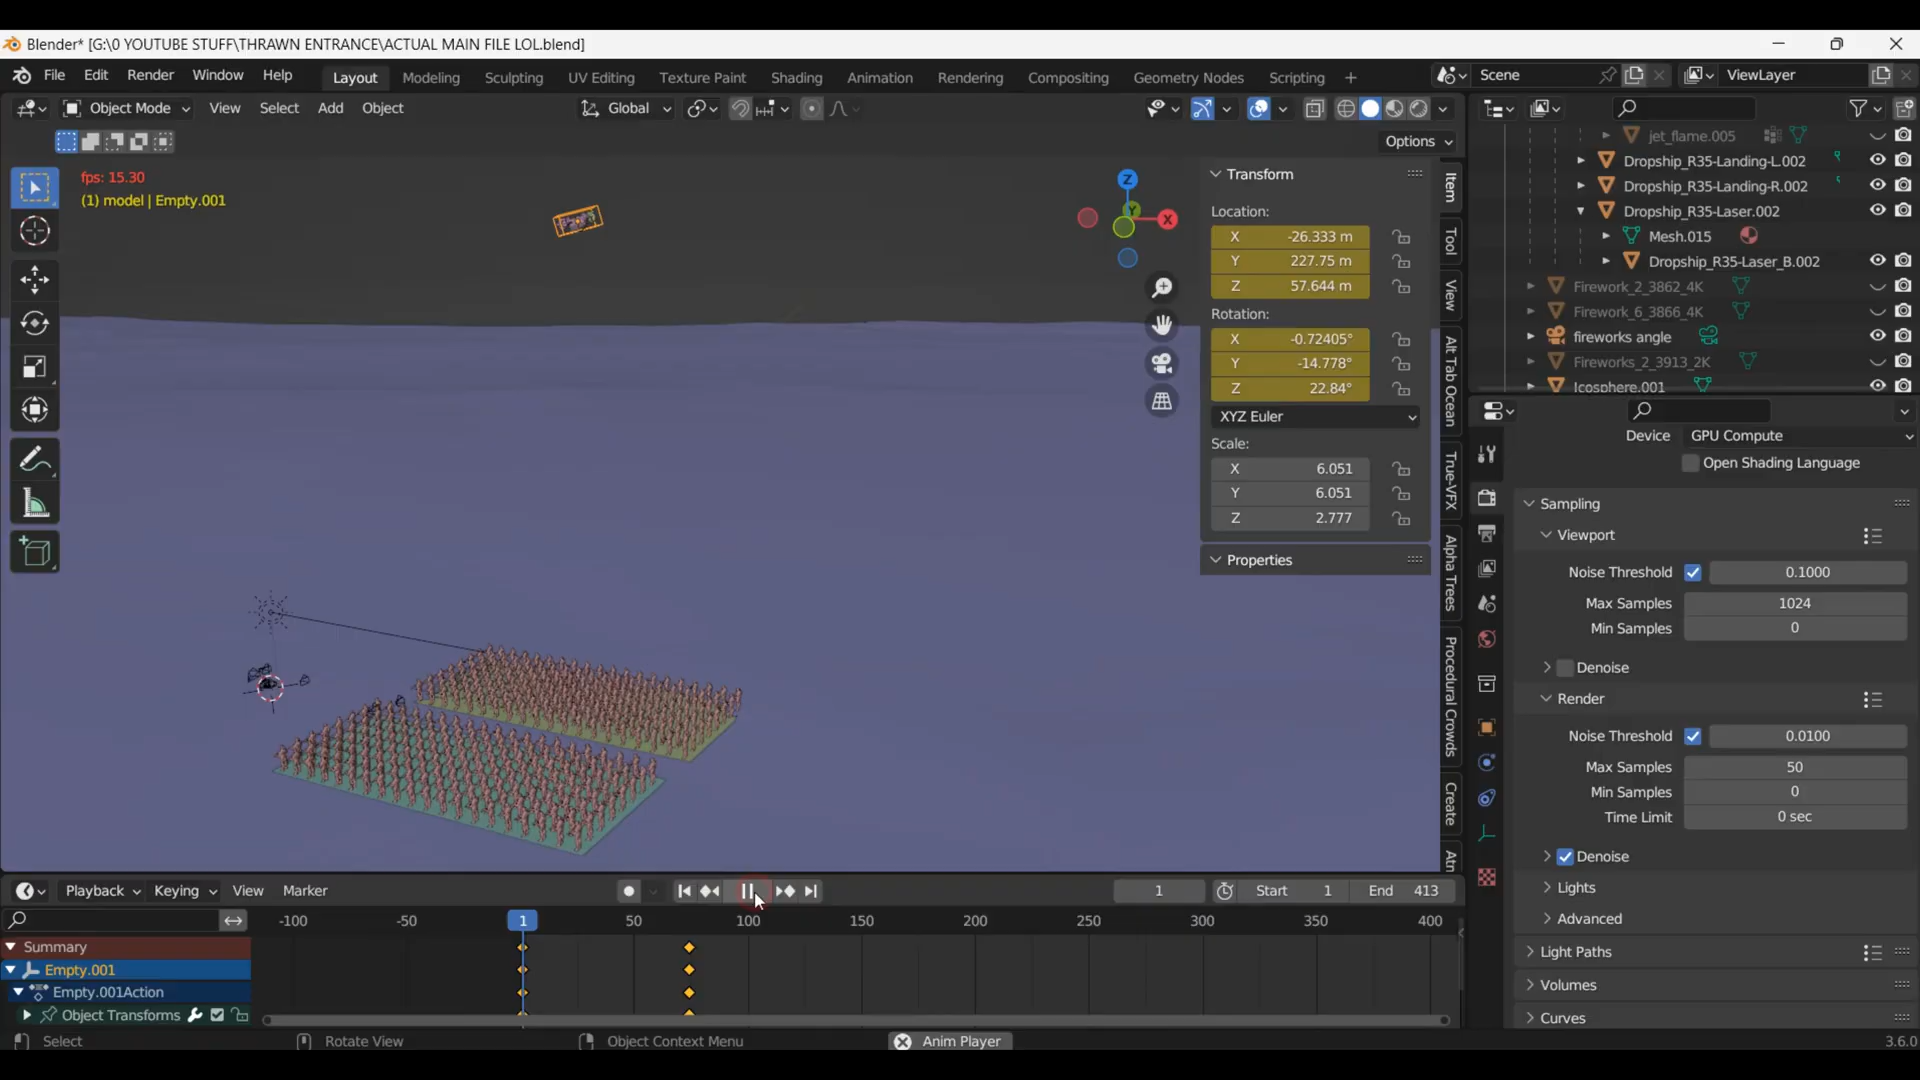 Blender* [G:\0 YOUTUBE STUFF\THRAWN ENTRANCE\ACTUAL MAIN FILE LOL.blend]
File Edit Render Window Help Layout Modeling Sculpting UV Editing Texture Paint Shading Animation Rendering Compositing Geometry Nodes Scripting + Scene ViewLayer
Object Mode View Select Add Object Global
Options
fps: 15.30
(1) model | Empty.001
Z
X
Y
Transform
Location:
X -26.333 m
Y 227.75 m
Z 57.644 m
Rotation:
X -0.72405°
Y -14.778°
Z 22.84°
XYZ Euler
Scale:
X 6.051
Y 6.051
Z 2.777
Properties
Item
Tool
View
Alt Tab Ocean
True-VFX
Alpha Trees
Procedural Crowds
Create
Atn
jet_flame.005
Dropship_R35-Landing-L.002
Dropship_R35-Landing-R.002
Dropship_R35-Laser.002
Mesh.015
Dropship_R35-Laser_B.002
Firework_2_3862_4K
Firework_6_3866_4K
fireworks angle
Fireworks_2_3913_2K
Icosphere.001
Device GPU Compute
Open Shading Language
Sampling
Viewport
Noise Threshold 0.1000
Max Samples 1024
Min Samples 0
Denoise
Render
Noise Threshold 0.0100
Max Samples 50
Min Samples 0
Time Limit 0 sec
Denoise
Lights
Advanced
Light Paths
Volumes
Curves
Playback Keying View Marker 1 Start 1 End 413
-100 -50 1 50 100 150 200 250 300 350 400
Summary
Empty.001
Empty.001Action
Object Transforms
Select Rotate View Object Context Menu Anim Player 3.6.0